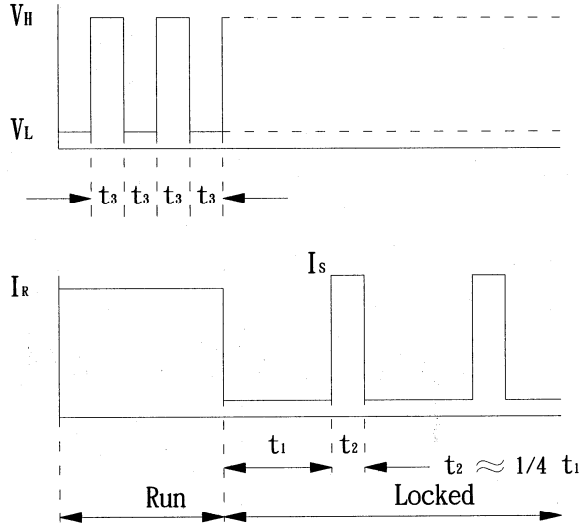 VH
VL
t3 t3 t3 t3
IS
IR
t1 t2
t2 ≈ 1/4 t1
Run Locked